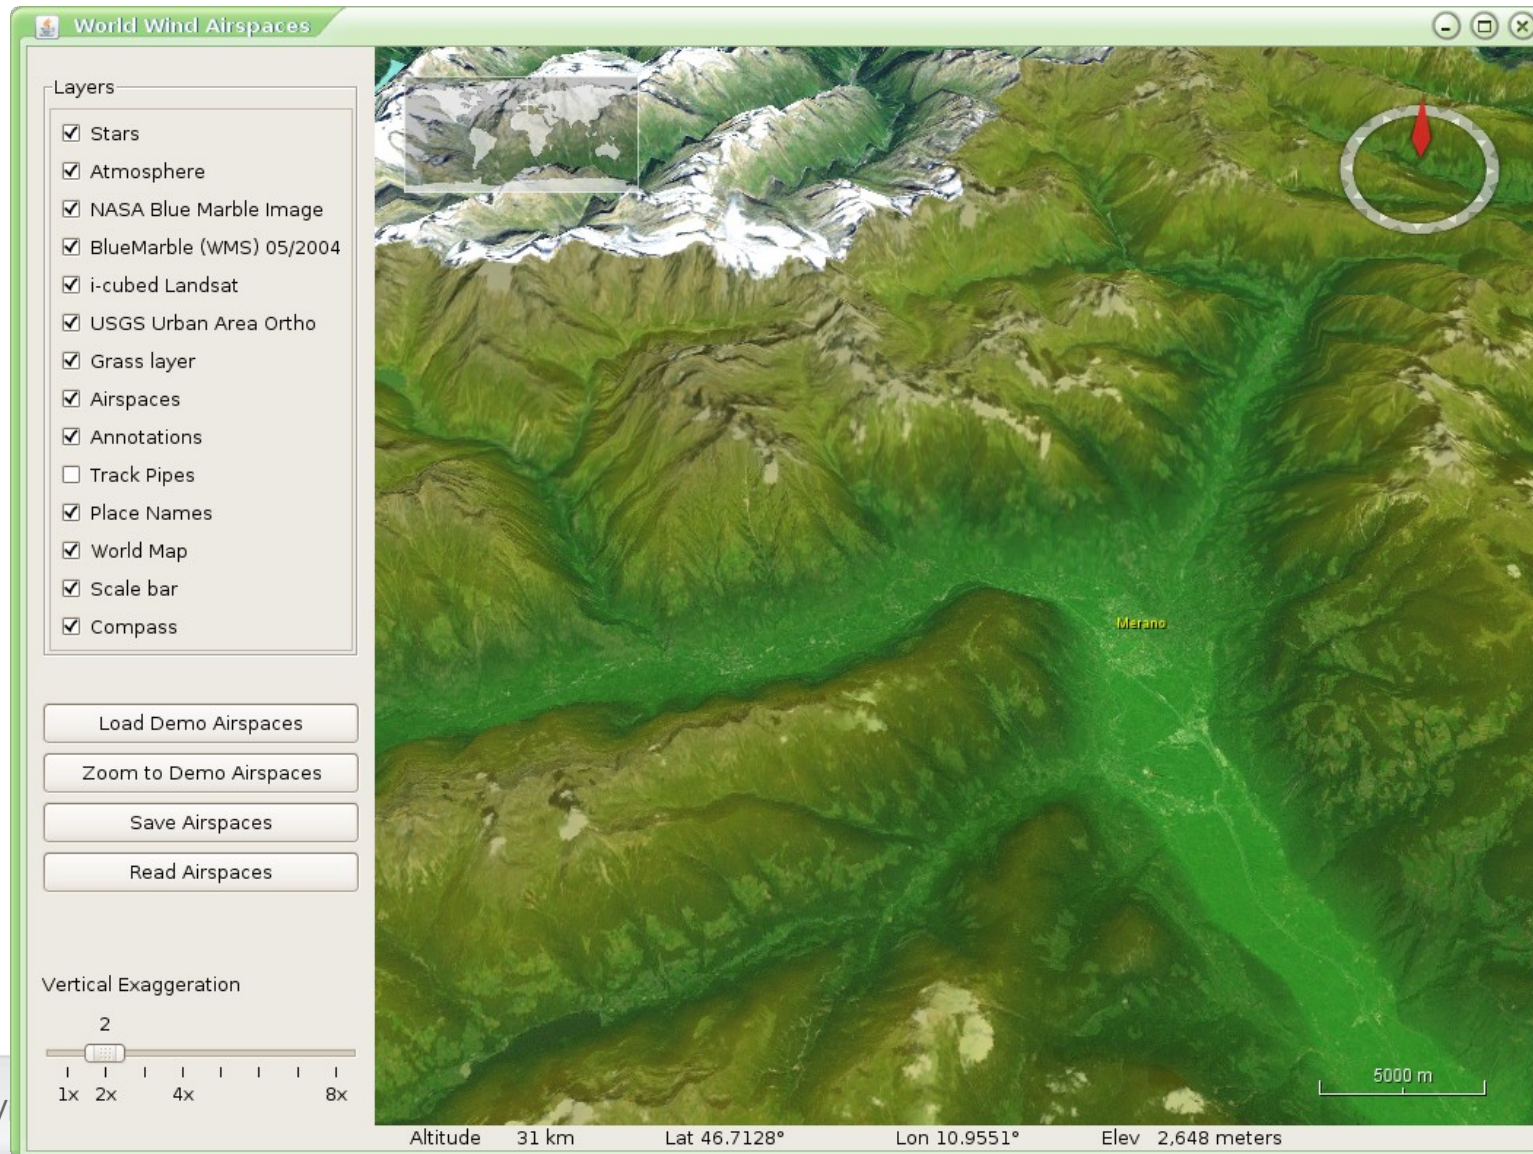 World Wind Airspaces
Layers
Stars
Atmosphere
NASA Blue Marble Image
BlueMarble (WMS) 05/2004
i-cubed Landsat
USGS Urban Area Ortho
Grass layer
Airspaces
Annotations
Track Pipes
Place Names
World Map
Scale bar
Compass
Load Demo Airspaces
Zoom to Demo Airspaces
Save Airspaces
Read Airspaces
Vertical Exaggeration
2
1x 2x 4x 8x
Merano
5000 m
Altitude 31 km Lat 46.7128° Lon 10.9551° Elev 2,648 meters